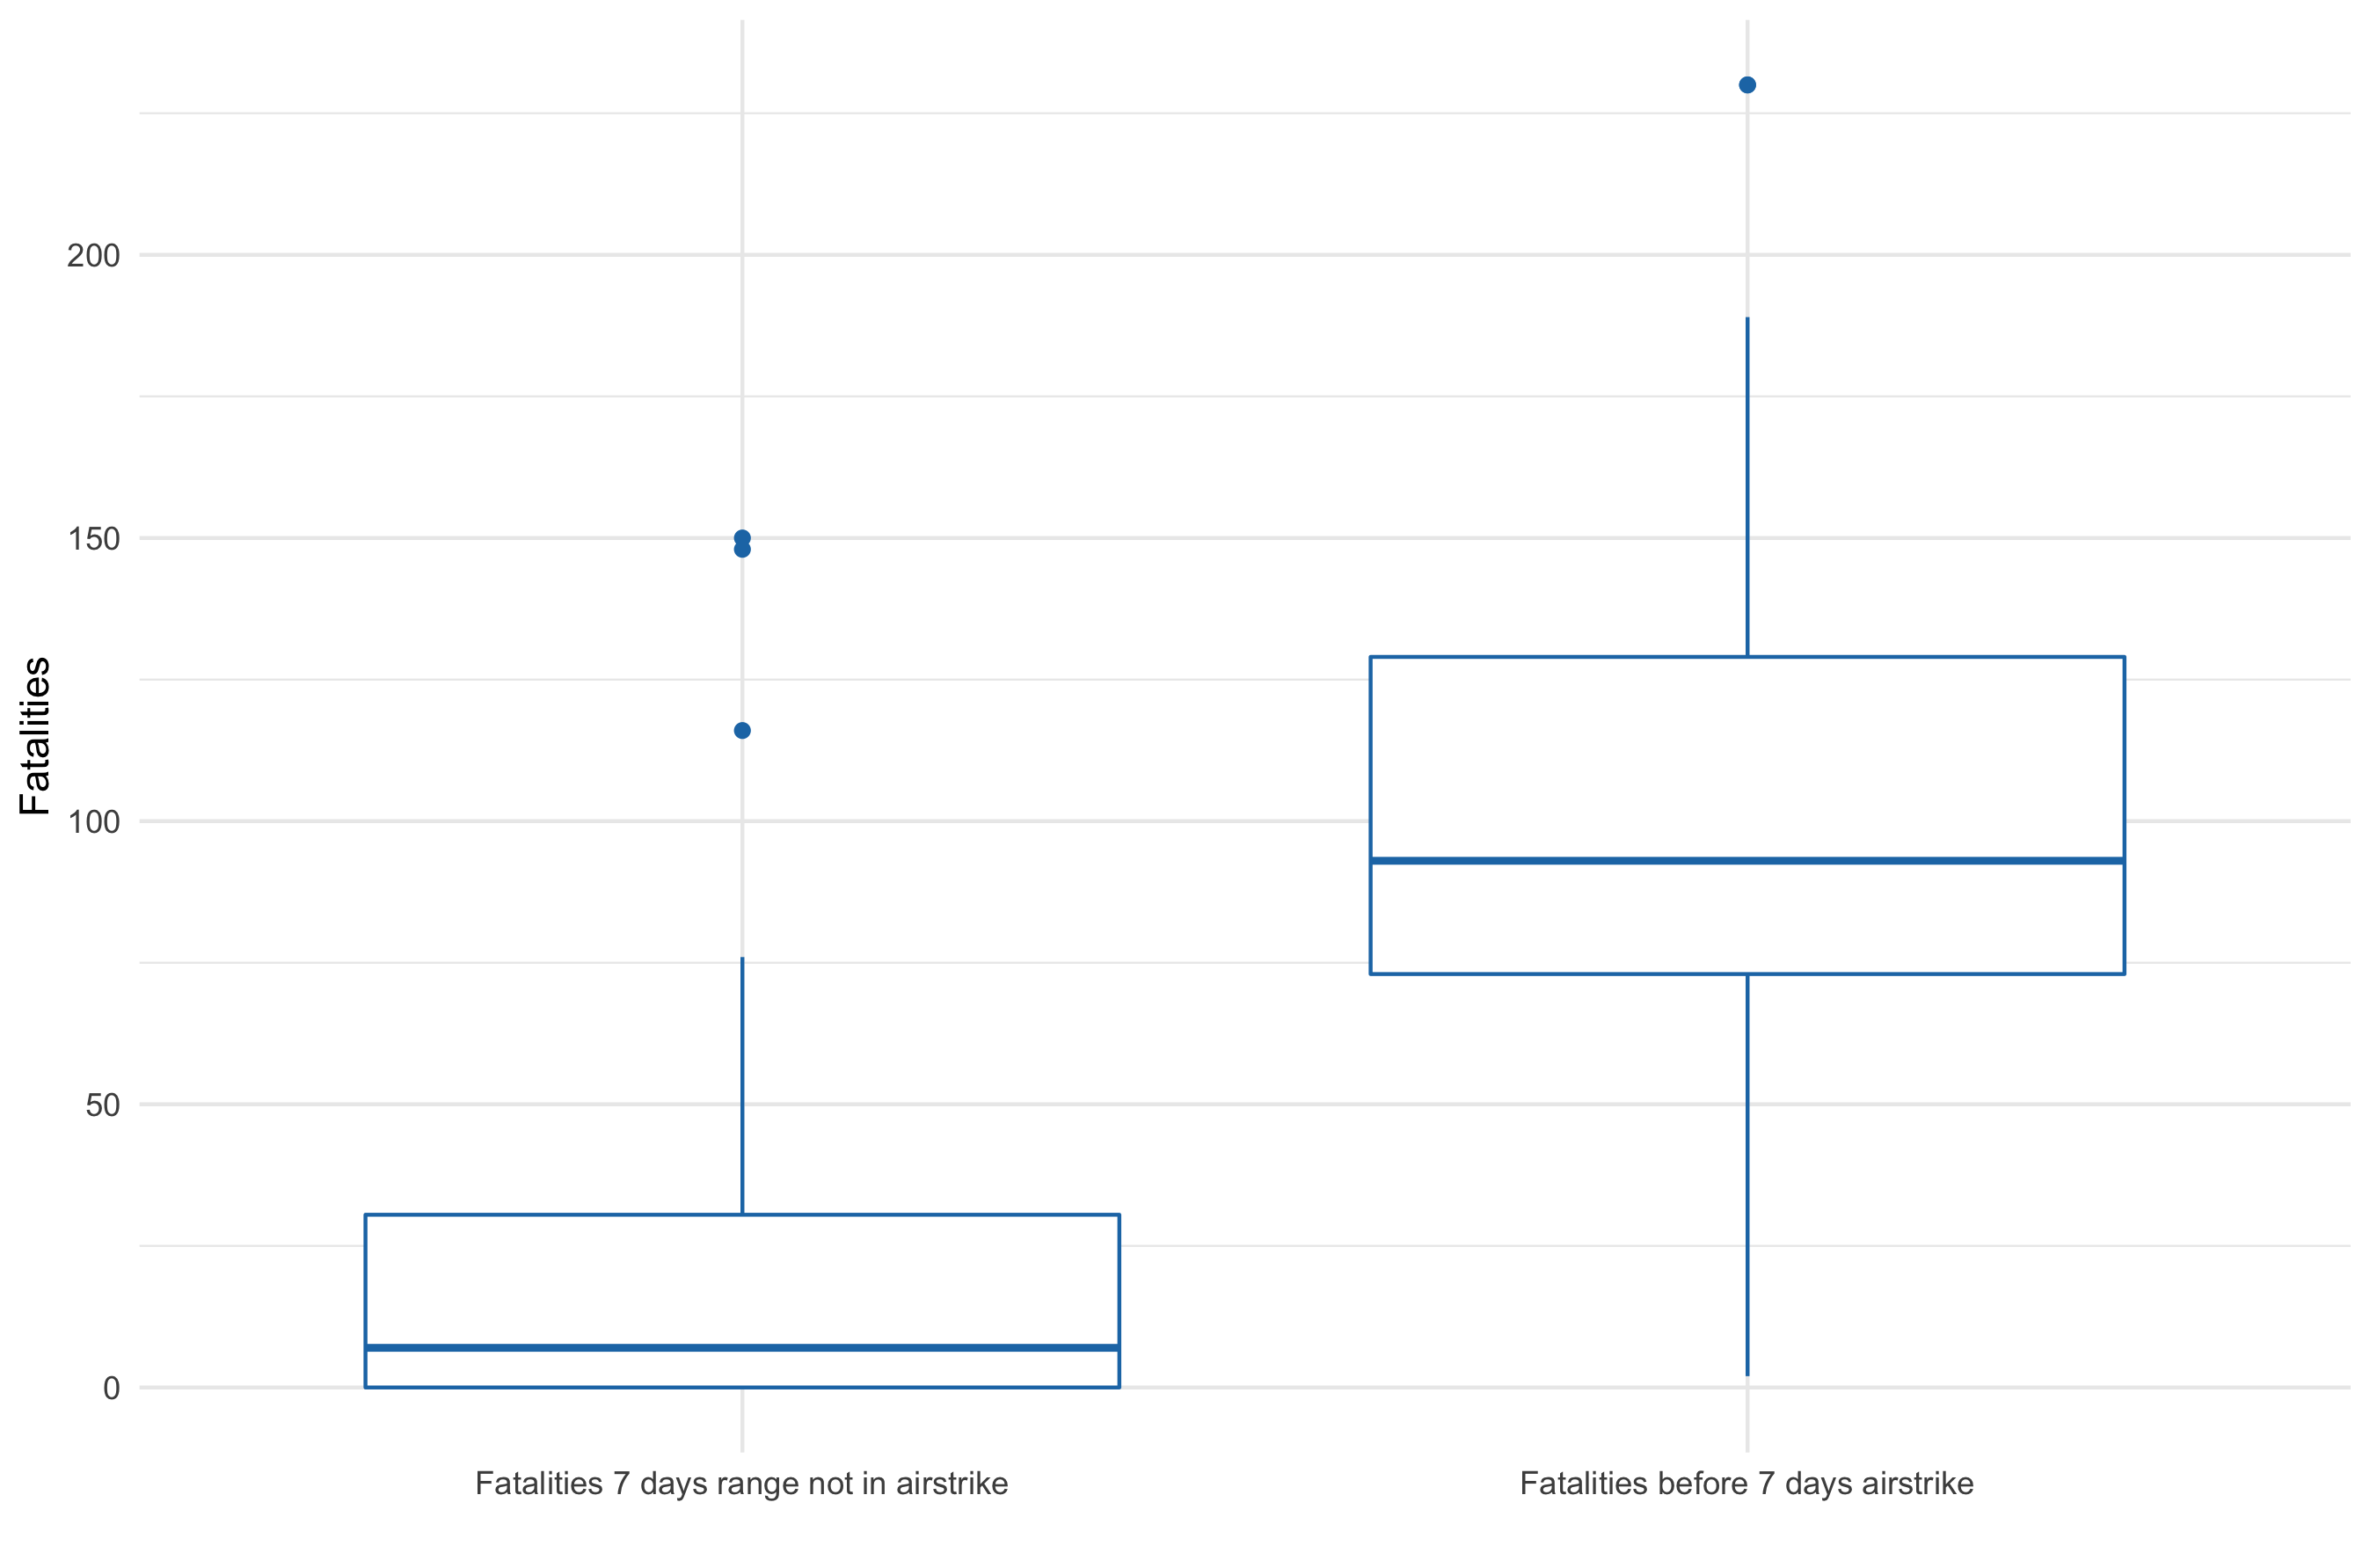 Fatalities
200
150
100
50
0
Fatalities 7 days range not in airstrike
Fatalities before 7 days airstrike